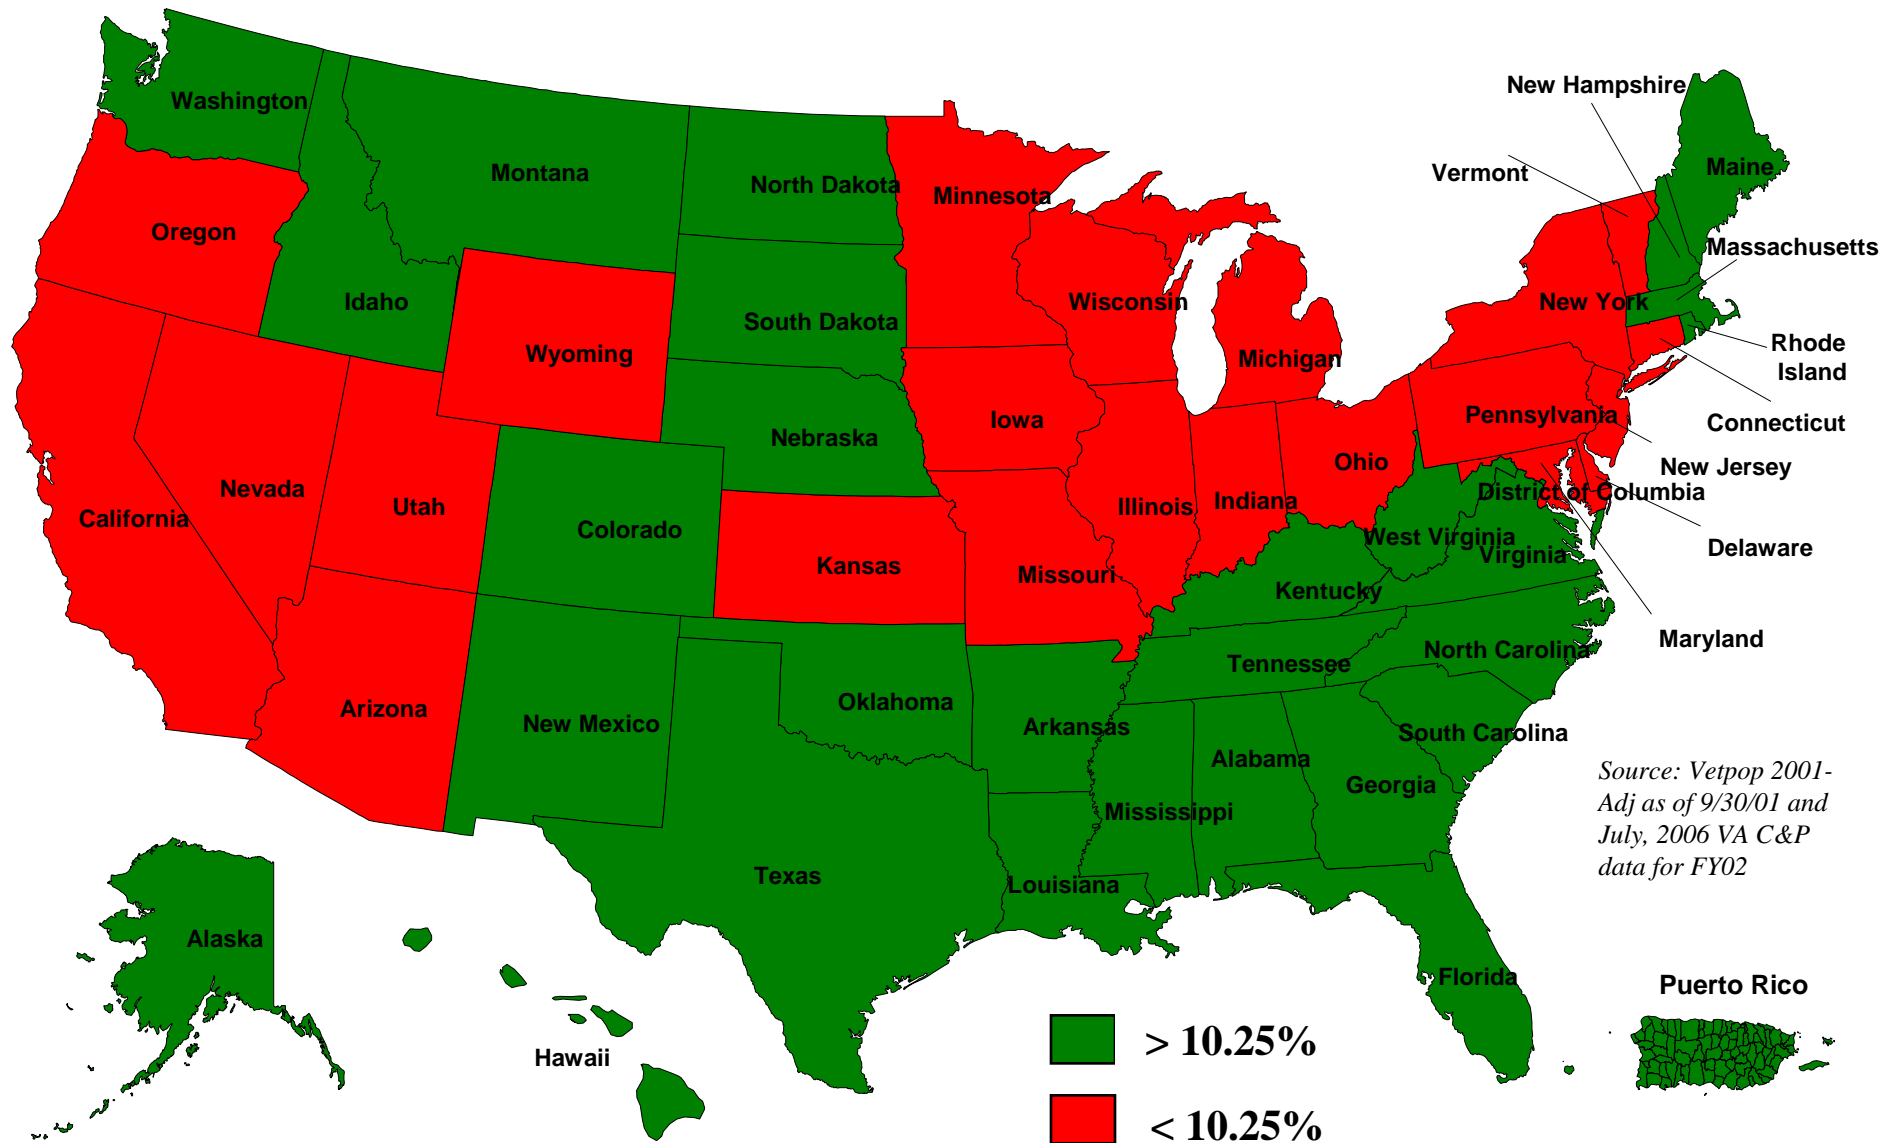 New Hampshire
Washington
Vermont
Maine
Montana
North Dakota
Minnesota
Oregon
Massachusetts
Idaho
South Dakota
Wisconsin
New York
Wyoming
Michigan
Rhode
Island
Iowa
Pennsylvania
Connecticut
Nebraska
Ohio
New Jersey
Nevada
Utah
California
Colorado
Illinois
Indiana
District of Columbia
West Virginia
Virginia
Delaware
Kansas
Missouri
Kentucky
Maryland
Tennessee
North Carolina
Arizona
New Mexico
Oklahoma
Arkansas
South Carolina
Alabama
Georgia
Mississippi
Source: Vetpop 2001-
Adj as of 9/30/01 and
July, 2006 VA C&P
data for FY02
Texas
Louisiana
Alaska
Florida
Puerto Rico
Hawaii
> 10.25%
< 10.25%